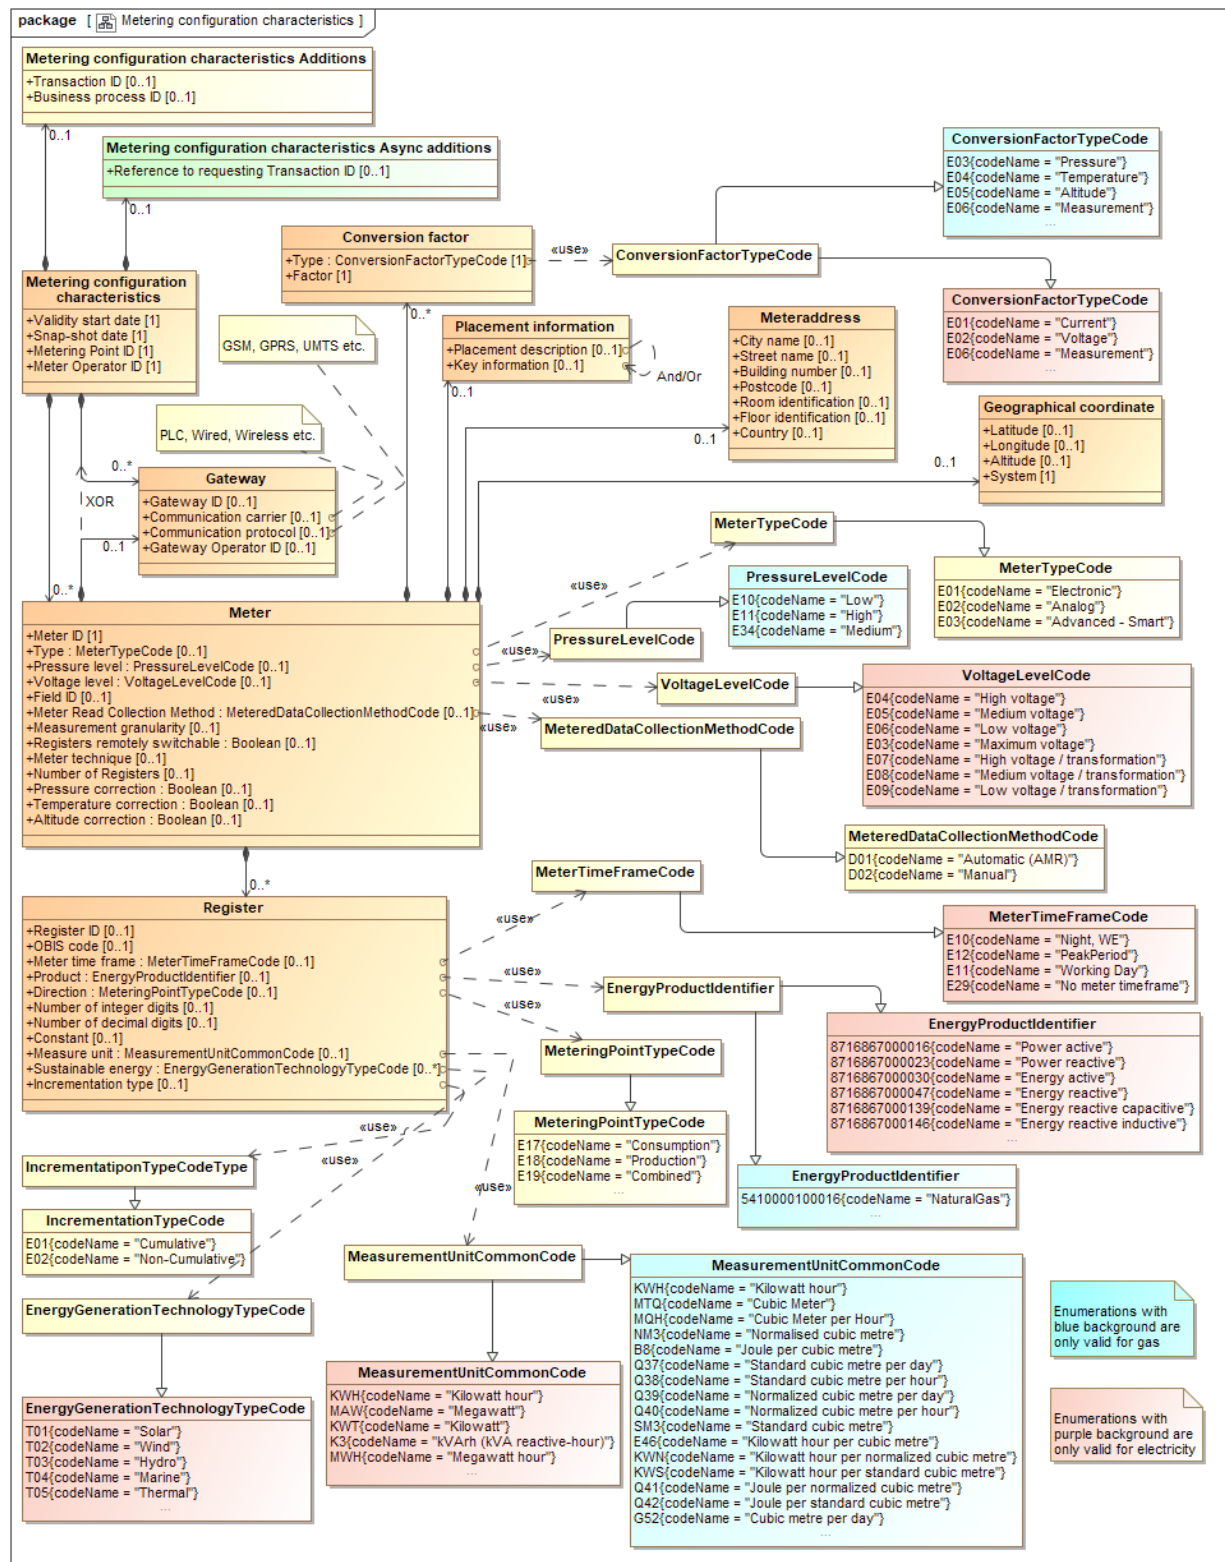 package [ Metering configuration characteristics ]
Metering configuration characteristics Additions
+Transaction ID [0..1]
+Business process ID [0..1]
0..1
Metering configuration characteristics Async additions
+Reference to requesting Transaction ID [0..1]
0..1
ConversionFactorTypeCode
E03{codeName = "Pressure"}
E04{codeName = "Temperature"}
E05{codeName = "Altitude"}
E06{codeName = "Measurement"}
...
Conversion factor
+Type : ConversionFactorTypeCode [1]
+Factor [1]
«use»
ConversionFactorTypeCode
0..*
Metering configuration
characteristics
+Validity start date [1]
+Snap-shot date [1]
+Metering Point ID [1]
+Meter Operator ID [1]
ConversionFactorTypeCode
E01{codeName = "Current"}
E02{codeName = "Voltage"}
E06{codeName = "Measurement"}
...
GSM, GPRS, UMTS etc.
Placement information
+Placement description [0..1]
+Key information [0..1]
And/Or
0..1
Meteraddress
+City name [0..1]
+Street name [0..1]
+Building number [0..1]
+Postcode [0..1]
+Room identification [0..1]
+Floor identification [0..1]
+Country [0..1]
0..1
Geographical coordinate
+Latitude [0..1]
+Longitude [0..1]
+Altitude [0..1]
+System [1]
0..1
PLC, Wired, Wireless etc.
0..*
XOR
0..1
Gateway
+Gateway ID [0..1]
+Communication carrier [0..1]
+Communication protocol [0..1]
+Gateway Operator ID [0..1]
0..*
MeterTypeCode
«use»
MeterTypeCode
E01{codeName = "Electronic"}
E02{codeName = "Analog"}
E03{codeName = "Advanced - Smart"}
PressureLevelCode
E10{codeName = "Low"}
E11{codeName = "High"}
E34{codeName = "Medium"}
Meter
+Meter ID [1]
+Type : MeterTypeCode [0..1]
+Pressure level : PressureLevelCode [0..1]
+Voltage level : VoltageLevelCode [0..1]
+Field ID [0..1]
+Meter Read Collection Method : MeteredDataCollectionMethodCode [0..1]
+Measurement granularity [0..1]
+Registers remotely switchable : Boolean [0..1]
+Meter technique [0..1]
+Number of Registers [0..1]
+Pressure correction : Boolean [0..1]
+Temperature correction : Boolean [0..1]
+Altitude correction : Boolean [0..1]
«use»
PressureLevelCode
«use»
VoltageLevelCode
«use»
MeteredDataCollectionMethodCode
VoltageLevelCode
E04{codeName = "High voltage"}
E05{codeName = "Medium voltage"}
E06{codeName = "Low voltage"}
E03{codeName = "Maximum voltage"}
E07{codeName = "High voltage / transformation"}
E08{codeName = "Medium voltage / transformation"}
E09{codeName = "Low voltage / transformation"}
MeteredDataCollectionMethodCode
D01{codeName = "Automatic (AMR)"}
D02{codeName = "Manual"}
0..*
Register
+Register ID [0..1]
+OBIS code [0..1]
+Meter time frame : MeterTimeFrameCode [0..1]
+Product : EnergyProductIdentifier [0..1]
+Direction : MeteringPointTypeCode [0..1]
+Number of integer digits [0..1]
+Number of decimal digits [0..1]
+Constant [0..1]
+Measure unit : MeasurementUnitCommonCode [0..1]
+Sustainable energy : EnergyGenerationTechnologyTypeCode [0..*]
+Incrementation type [0..1]
MeterTimeFrameCode
«use»
MeterTimeFrameCode
E10{codeName = "Night, WE"}
E12{codeName = "PeakPeriod"}
E11{codeName = "Working Day"}
E29{codeName = "No meter timeframe"}
«use»
EnergyProductIdentifier
«use»
MeteringPointTypeCode
EnergyProductIdentifier
8716867000016{codeName = "Power active"}
8716867000023{codeName = "Power reactive"}
8716867000030{codeName = "Energy active"}
8716867000047{codeName = "Energy reactive"}
8716867000139{codeName = "Energy reactive capacitive"}
8716867000146{codeName = "Energy reactive inductive"}
...
MeteringPointTypeCode
E17{codeName = "Consumption"}
E18{codeName = "Production"}
E19{codeName = "Combined"}
...
EnergyProductIdentifier
5410000100016{codeName = "NaturalGas"}
...
«use»
«use»
«use»
IncrementatiponTypeCodeType
IncrementationTypeCode
E01{codeName = "Cumulative"}
E02{codeName = "Non-Cumulative"}
EnergyGenerationTechnologyTypeCode
MeasurementUnitCommonCode
EnergyGenerationTechnologyTypeCode
T01{codeName = "Solar"}
T02{codeName = "Wind"}
T03{codeName = "Hydro"}
T04{codeName = "Marine"}
T05{codeName = "Thermal"}
...
MeasurementUnitCommonCode
KWH{codeName = "Kilowatt hour"}
MAW{codeName = "Megawatt"}
KWT{codeName = "Kilowatt"}
K3{codeName = "kVArh (kVA reactive-hour)"}
MWH{codeName = "Megawatt hour"}
...
MeasurementUnitCommonCode
KWH{codeName = "Kilowatt hour"}
MTQ{codeName = "Cubic Meter"}
MQH{codeName = "Cubic Meter per Hour"}
NM3{codeName = "Normalised cubic metre"}
B8{codeName = "Joule per cubic metre"}
Q37{codeName = "Standard cubic metre per day"}
Q38{codeName = "Standard cubic metre per hour"}
Q39{codeName = "Normalized cubic metre per day"}
Q40{codeName = "Normalized cubic metre per hour"}
SM3{codeName = "Standard cubic metre"}
E46{codeName = "Kilowatt hour per cubic metre"}
KWN{codeName = "Kilowatt hour per normalized cubic metre"}
KWS{codeName = "Kilowatt hour per standard cubic metre"}
Q41{codeName = "Joule per normalized cubic metre"}
Q42{codeName = "Joule per standard cubic metre"}
G52{codeName = "Cubic metre per day"}
...
Enumerations with
blue background are
only valid for gas
Enumerations with
purple background are
only valid for electricity